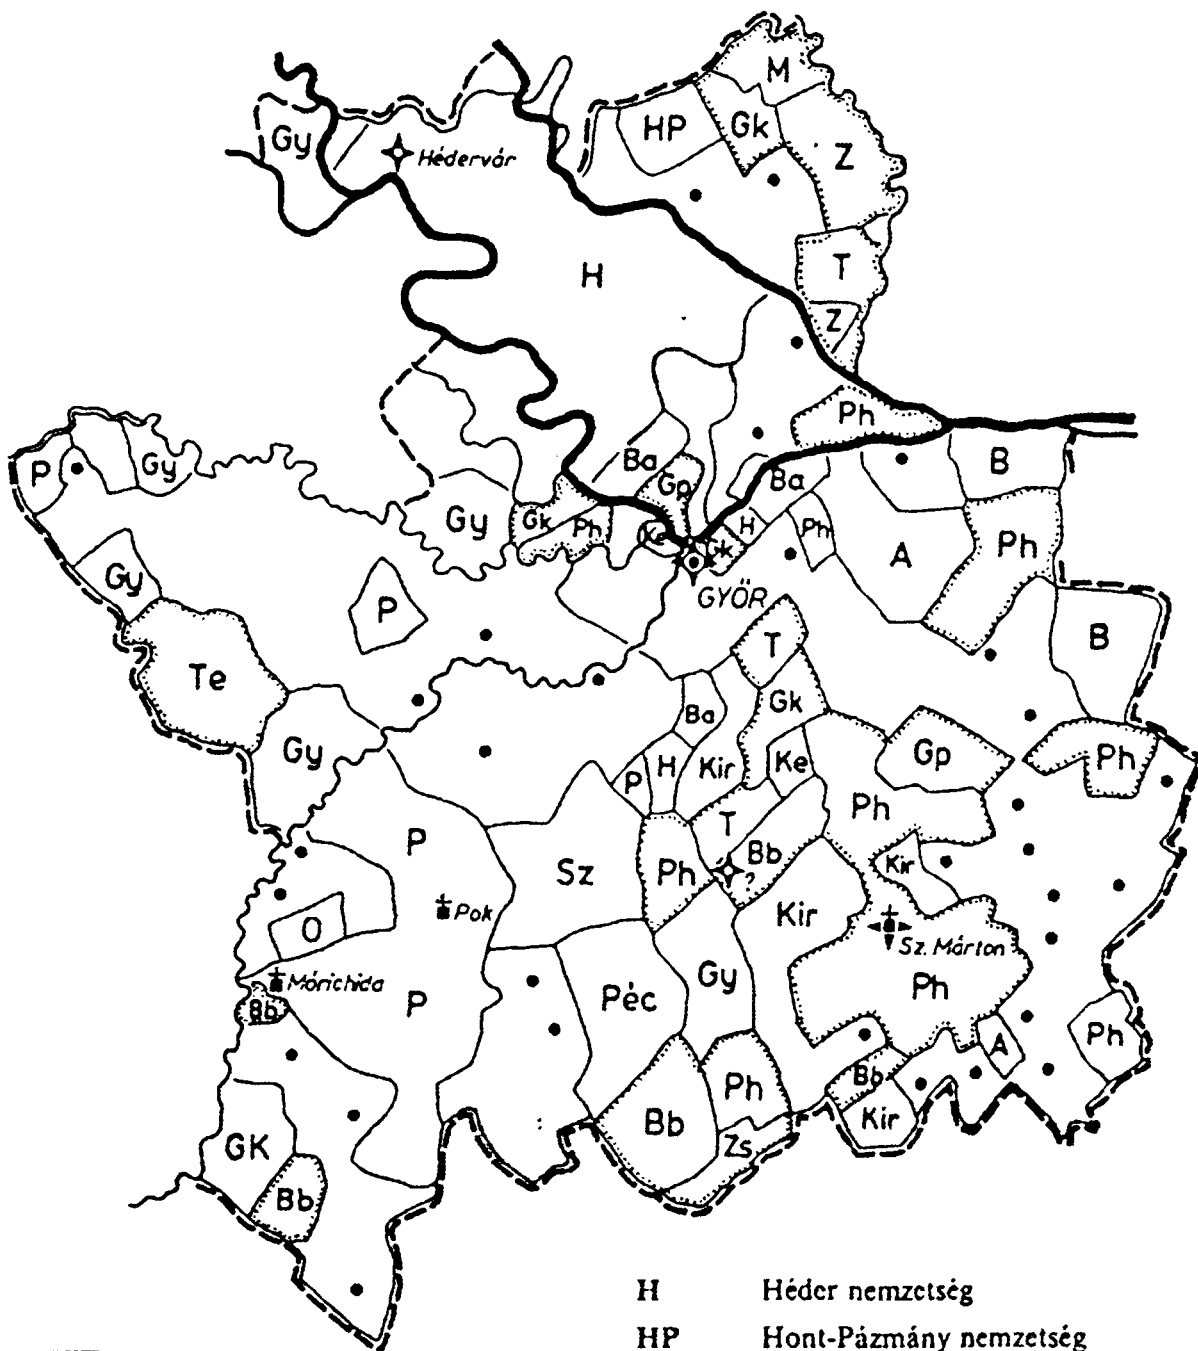 M
HP
Gk
Gy
Hédervár
Z
H
T
Z
Ph
P
Gy
Ba
Gp
Ba
B
Gy
Gk
Ph
Ke
Gk
H
Ph
A
Ph
GYŐR
Gy
P
B
Te
T
Gk
Ba
Gy
P
H
Kir
Ke
Gp
Ph
P
T
Ph
Sz
Ph
Bb
?
Kir
O
Pok
Kir
Sz. Márton
Mórichida
Bb
P
Péc
Gy
Ph
A
Ph
Ph
Bb
Kir
GK
Bb
Zs
Bb
H Héder nemzetség
HP Hont-Pázmány nemzetség